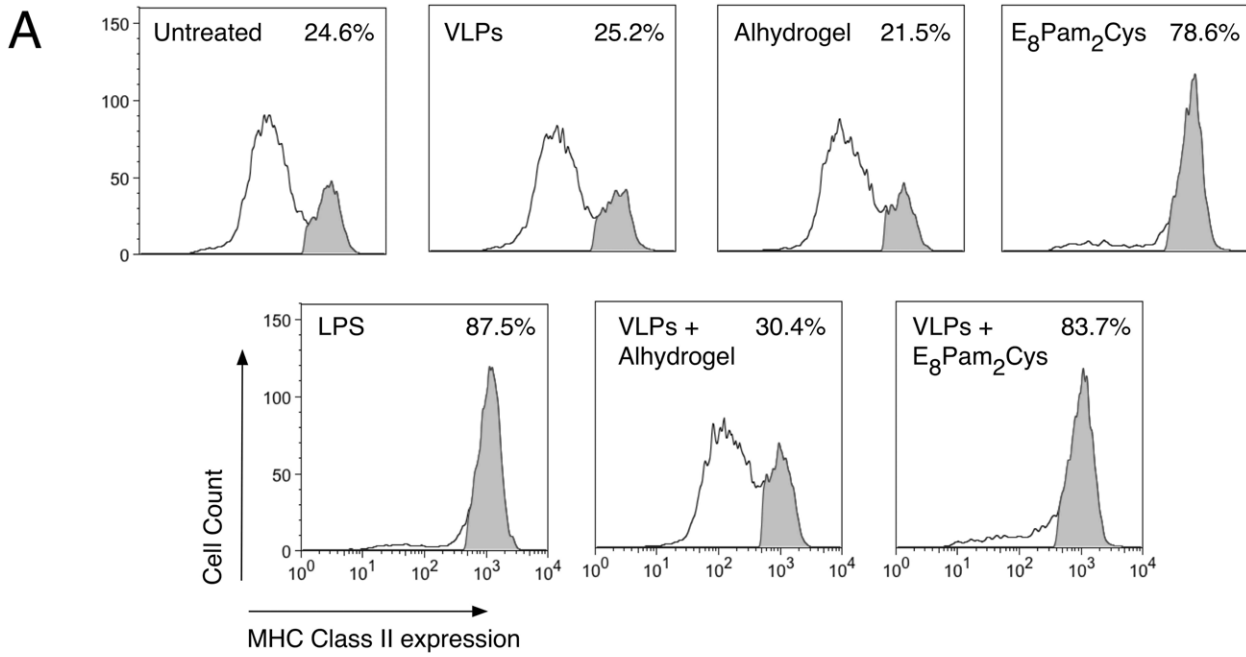 A
Untreated 24.6%
VLPs 25.2%
Alhydrogel 21.5%
E8Pam2Cys 78.6%
150
100
50
0
LPS 87.5%
VLPs + 30.4%
Alhydrogel
VLPs + 83.7%
E8Pam2Cys
150
100
50
0
10^0 10^1 10^2 10^3 10^4
10^0 10^1 10^2 10^3 10^4
10^0 10^1 10^2 10^3 10^4
Cell Count
MHC Class II expression